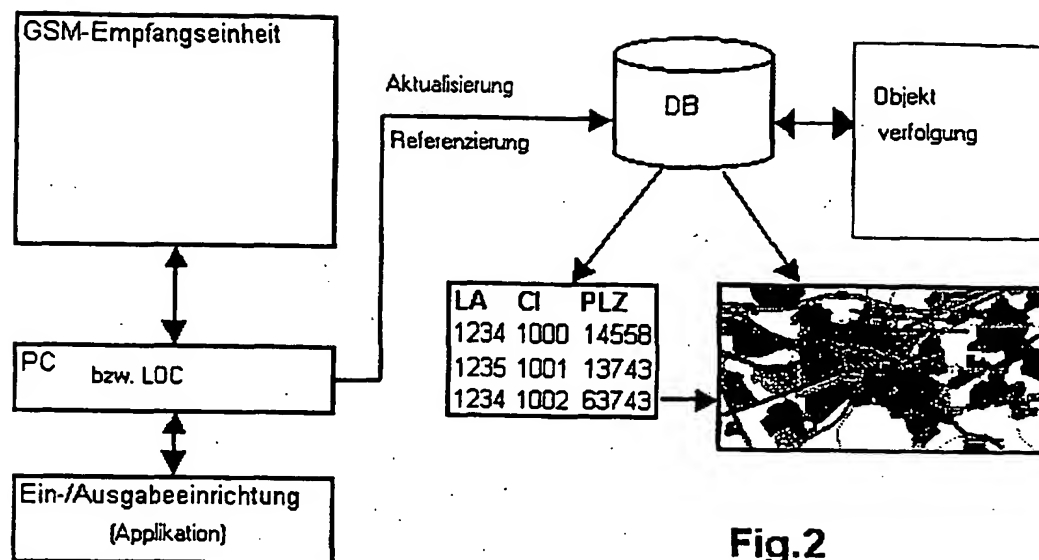 GSM-Empfangseinheit
Aktualisierung
Referenzierung
DB
Objekt
verfolgung
LA CI PLZ
1234 1000 14558
1235 1001 13743
1234 1002 63743
PC bzw. LOC
Ein-/Ausgabeeinrichtung
(Applikation)
Fig.2